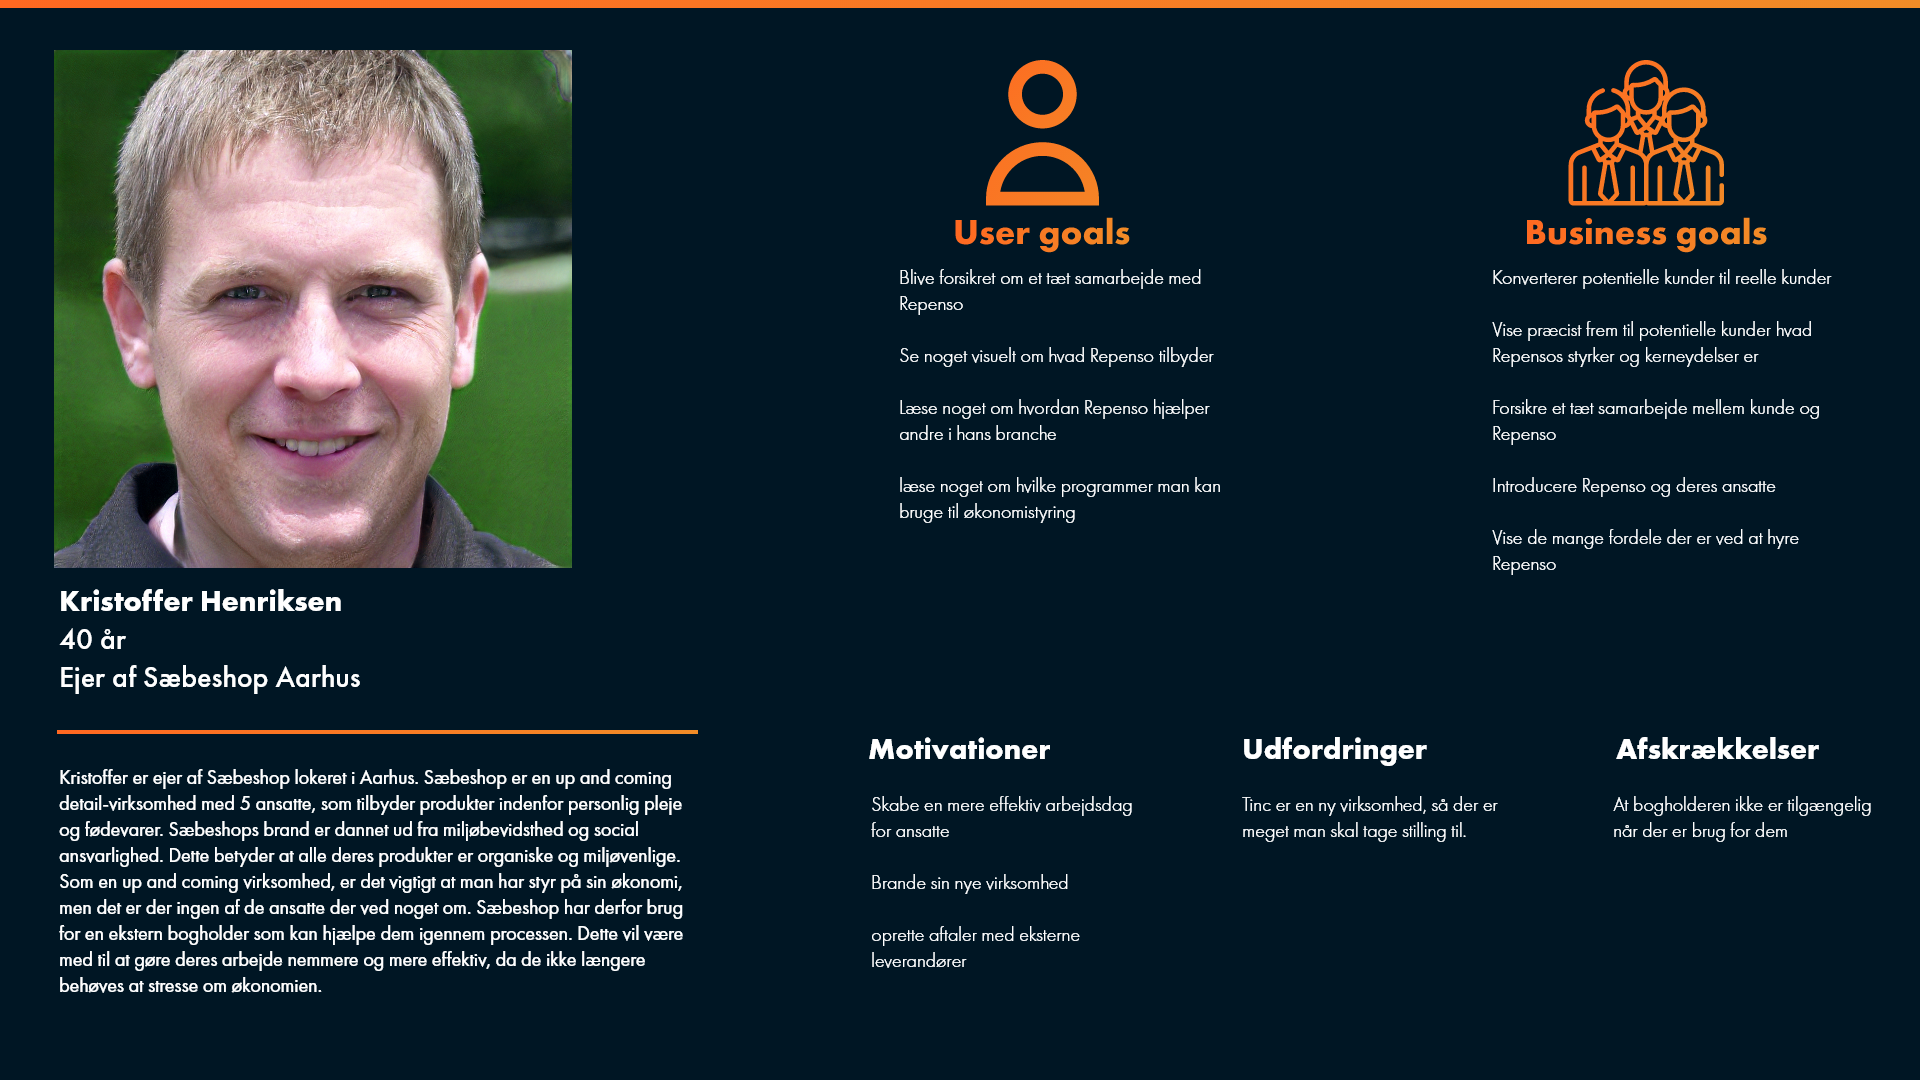 Kristoffer Henriksen
40 år
Ejer af Sæbeshop Aarhus
Kristoffer er ejer af Sæbeshop lokeret i Aarhus. Sæbeshop er en up and coming
detail-virksomhed med 5 ansatte, som tilbyder produkter indenfor personlig pleje
og fødevarer. Sæbeshops brand er dannet ud fra miljøbevidsthed og social
ansvarlighed. Dette betyder at alle deres produkter er organiske og miljøvenlige.
Som en up and coming virksomhed, er det vigtigt at man har styr på sin økonomi,
men det er der ingen af de ansatte der ved noget om. Sæbeshop har derfor brug
for en ekstern bogholder som kan hjælpe dem igennem processen. Dette vil være
med til at gøre deres arbejde nemmere og mere effektiv, da de ikke længere
behøves at stresse om økonomien.
User goals
Blive forsikret om et tæt samarbejde med
Repenso
Se noget visuelt om hvad Repenso tilbyder
Læse noget om hvordan Repenso hjælper
andre i hans branche
læse noget om hvilke programmer man kan
bruge til økonomistyring
Business goals
Konverterer potentielle kunder til reelle kunder
Vise præcist frem til potentielle kunder hvad
Repensos styrker og kerneydelser er
Forsikre et tæt samarbejde mellem kunde og
Repenso
Introducere Repenso og deres ansatte
Vise de mange fordele der er ved at hyre
Repenso
Motivationer
Skabe en mere effektiv arbejdsdag
for ansatte
Brande sin nye virksomhed
oprette aftaler med eksterne
leverandører
Udfordringer
Tinc er en ny virksomhed, så der er
meget man skal tage stilling til.
Afskrækkelser
At bogholderen ikke er tilgængelig
når der er brug for dem